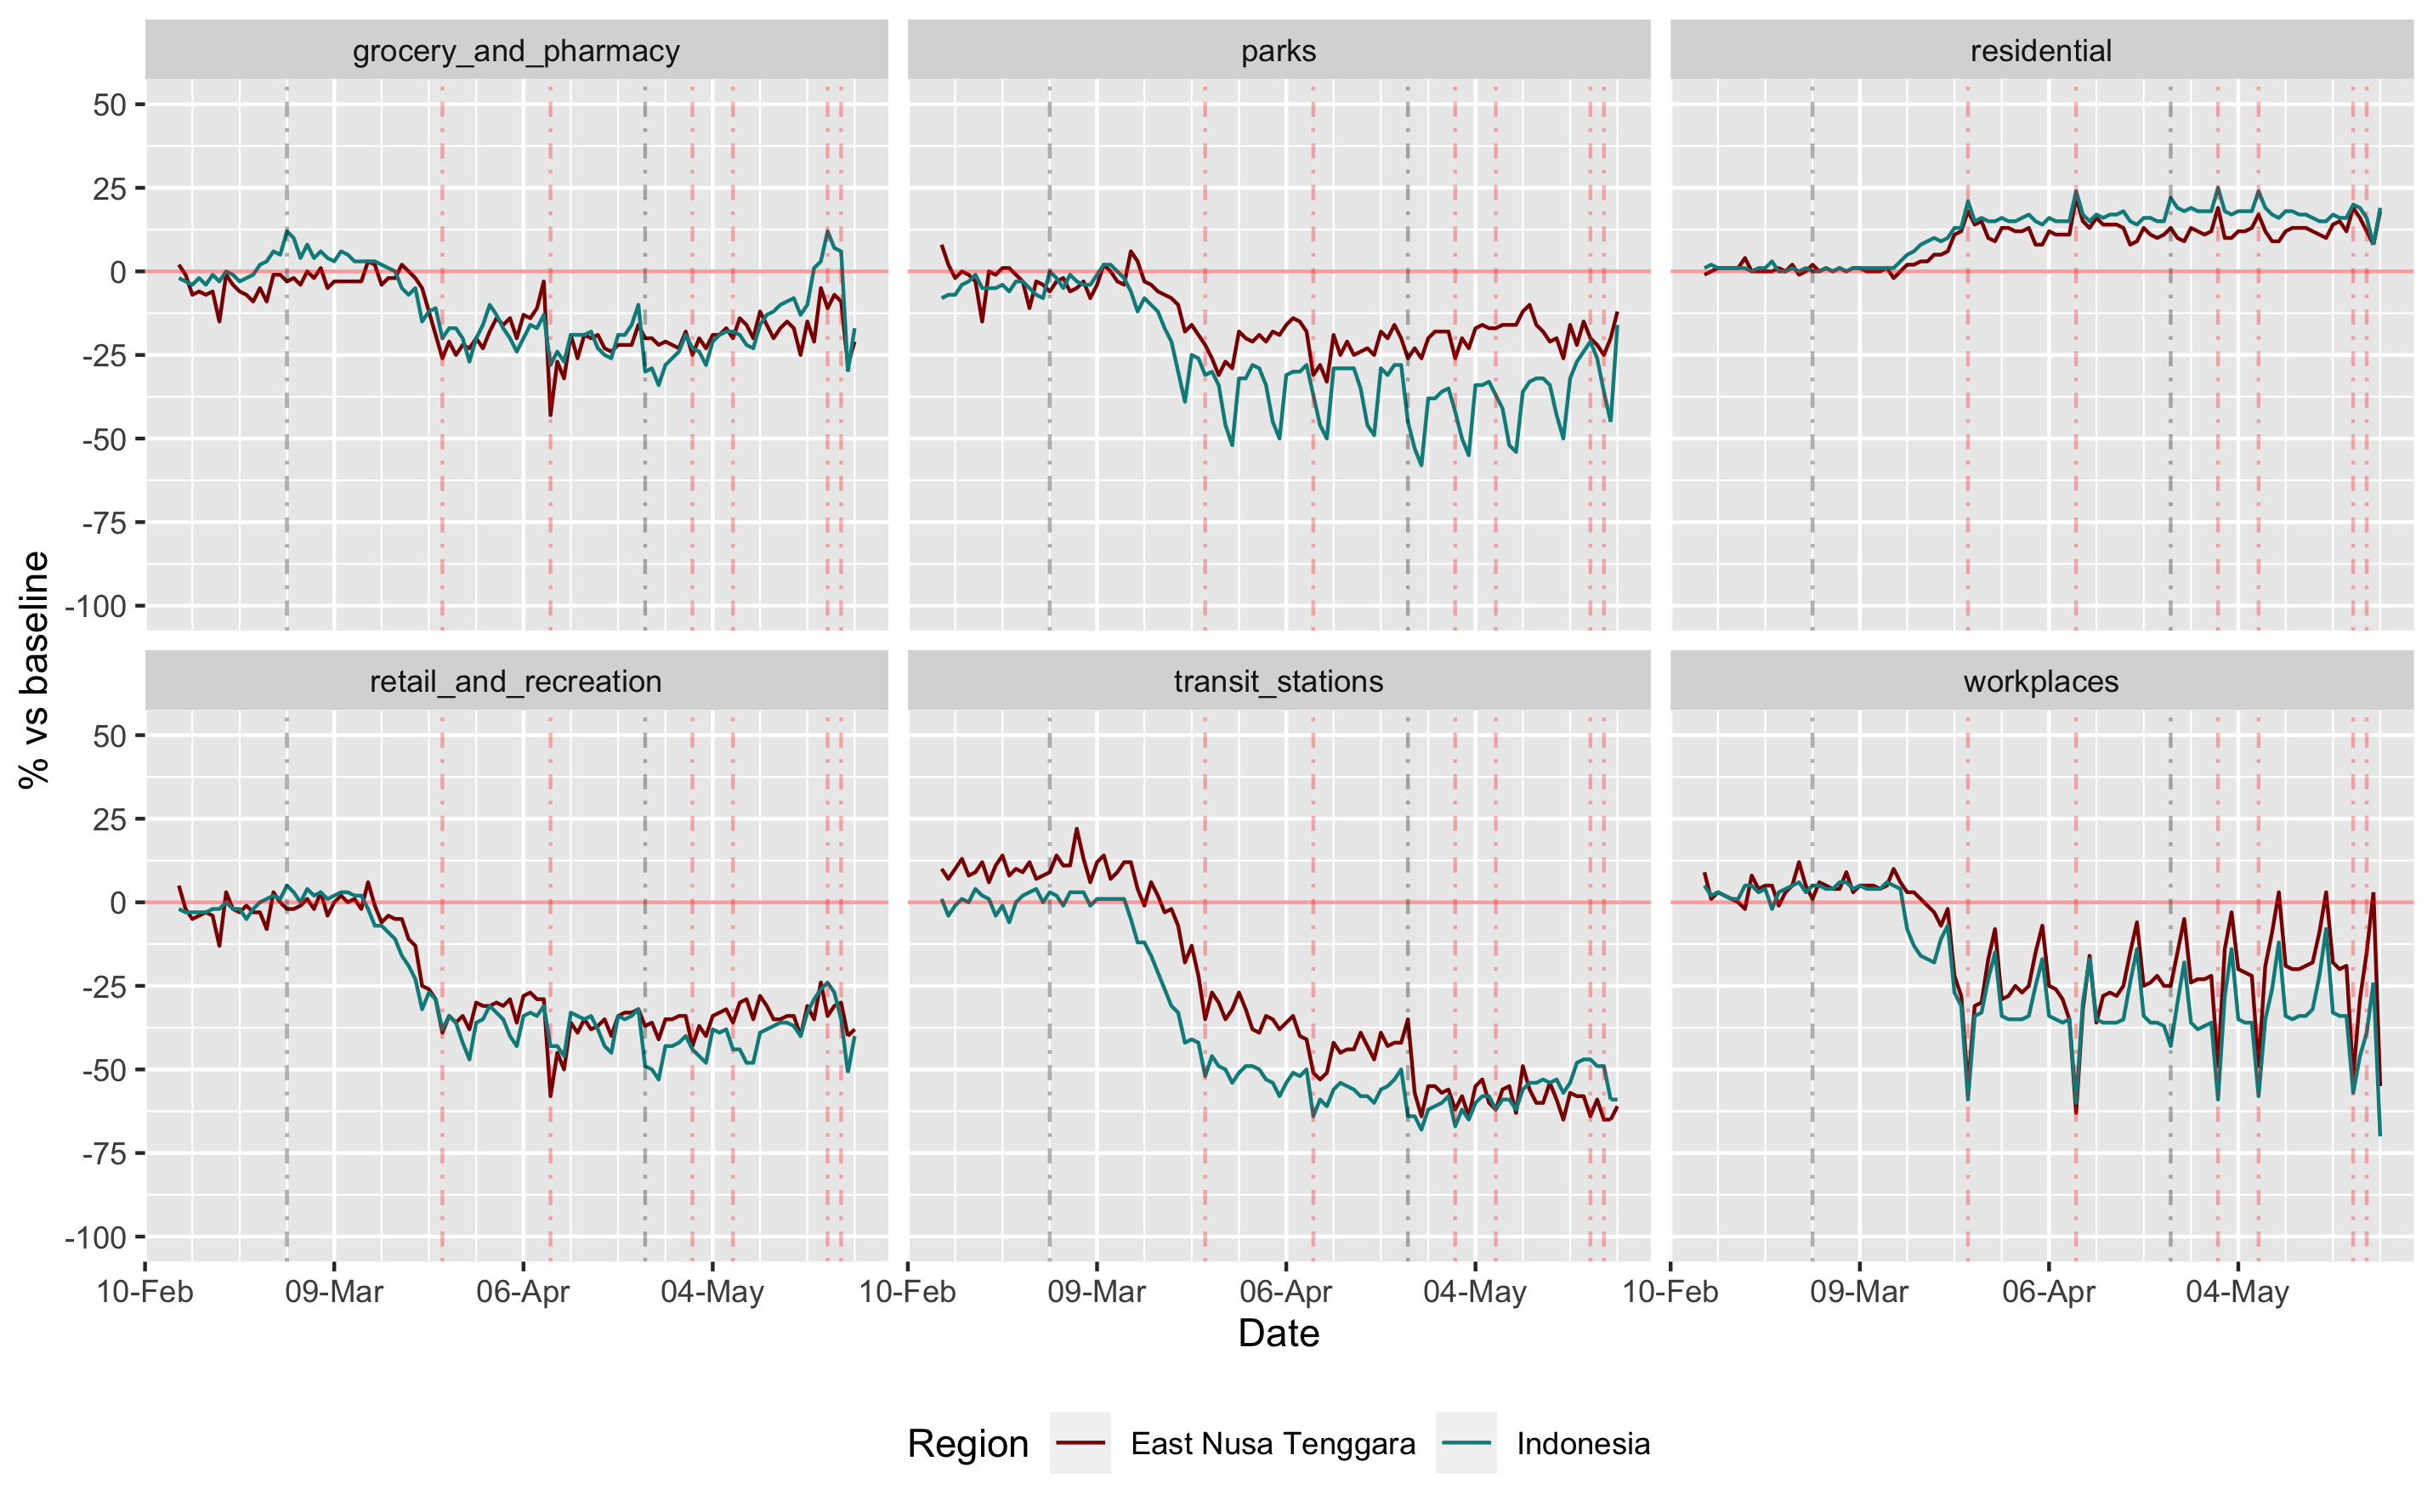 grocery_and_pharmacy
parks
residential
50
25
0
-25
-50
-75
-100
% vs baseline
retail_and_recreation
transit_stations
workplaces
50
25
0
-25
-50
-75
-100
10-Feb 09-Mar 06-Apr 04-May
10-Feb 09-Mar 06-Apr 04-May
10-Feb 09-Mar 06-Apr 04-May
Date
Region East Nusa Tenggara Indonesia